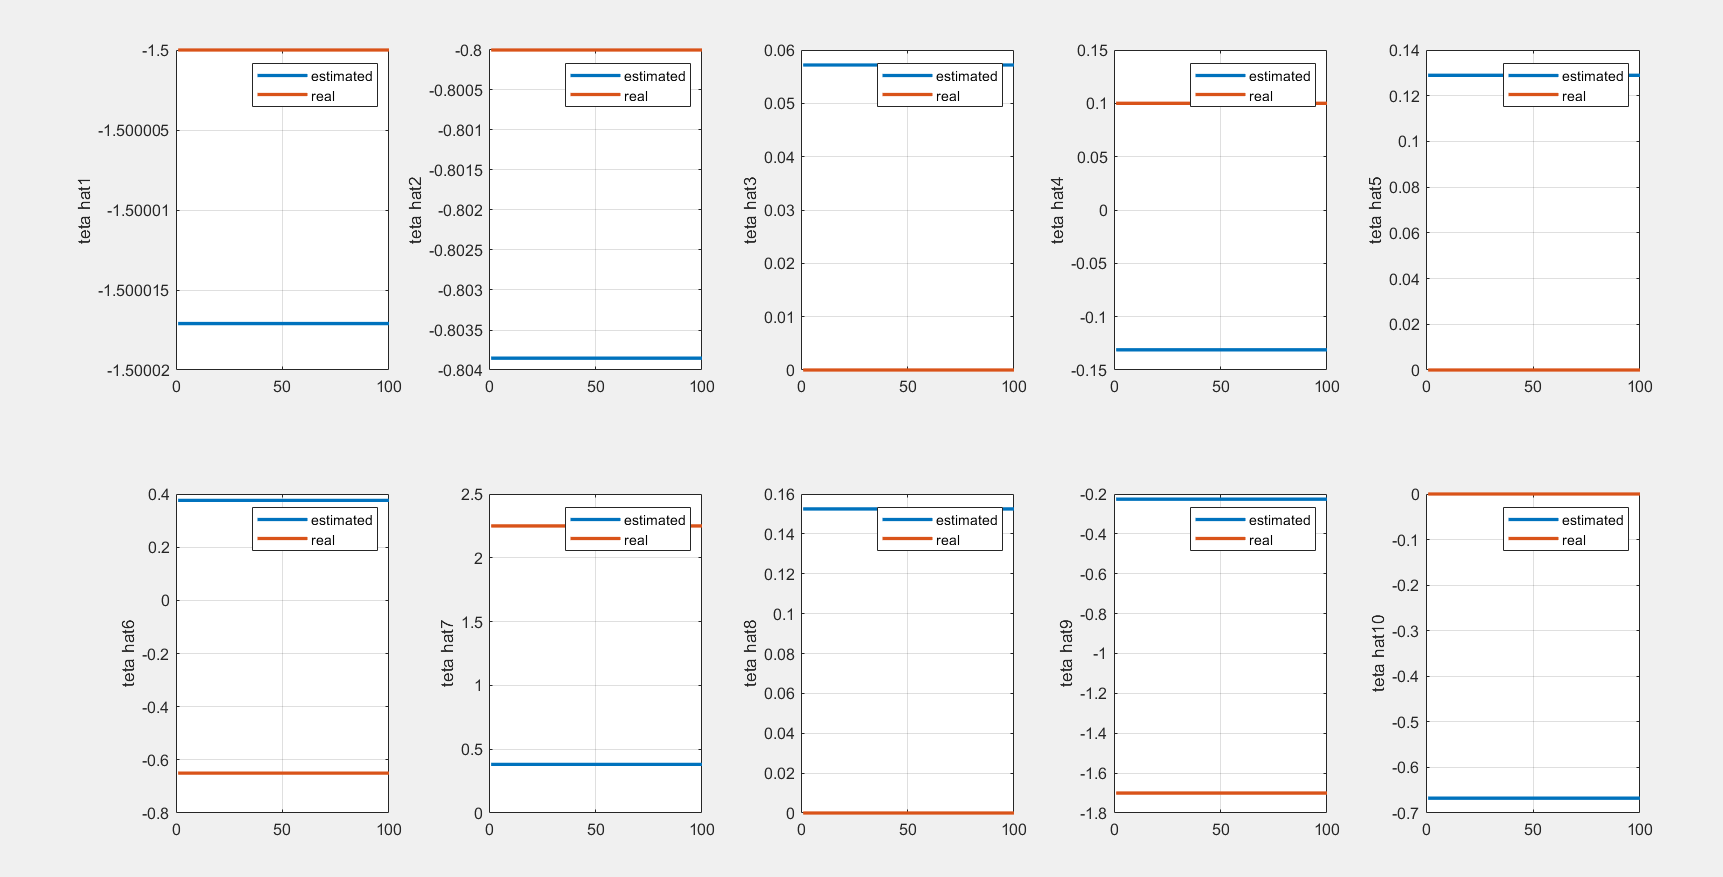 -1.5
-1.500005
-1.50001
-1.500015
-1.50002
teta hat1
0 50 100
estimated
real
-0.8
-0.8005
-0.801
-0.8015
-0.802
-0.8025
-0.803
-0.8035
-0.804
teta hat2
0 50 100
estimated
real
0.06
0.05
0.04
0.03
0.02
0.01
0
teta hat3
0 50 100
estimated
real
0.15
0.1
0.05
0
-0.05
-0.1
-0.15
teta hat4
0 50 100
estimated
real
0.14
0.12
0.1
0.08
0.06
0.04
0.02
0
teta hat5
0 50 100
estimated
real
0.4
0.2
0
-0.2
-0.4
-0.6
-0.8
teta hat6
0 50 100
estimated
real
2.5
2
1.5
1
0.5
0
teta hat7
0 50 100
estimated
real
0.16
0.14
0.12
0.1
0.08
0.06
0.04
0.02
0
teta hat8
0 50 100
estimated
real
-0.2
-0.4
-0.6
-0.8
-1
-1.2
-1.4
-1.6
-1.8
teta hat9
0 50 100
estimated
real
0
-0.1
-0.2
-0.3
-0.4
-0.5
-0.6
-0.7
teta hat10
0 50 100
estimated
real